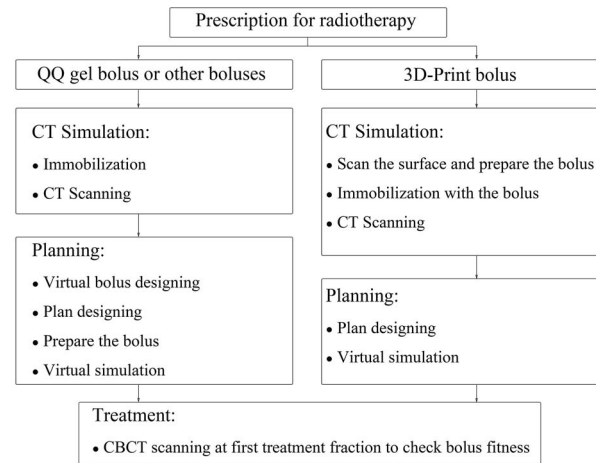 Prescription for radiotherapy
QQ gel bolus or other boluses
CT Simulation:
• Immobilization
• CT Scanning
Planning:
• Virtual bolus designing
• Plan designing
• Prepare the bolus
• Virtual simulation
3D-Print bolus
CT Simulation:
• Scan the surface and prepare the bolus
• Immobilization with the bolus
• CT Scanning
Planning:
• Plan designing
• Virtual simulation
Treatment:
• CBCT scanning at first treatment fraction to check bolus fitness